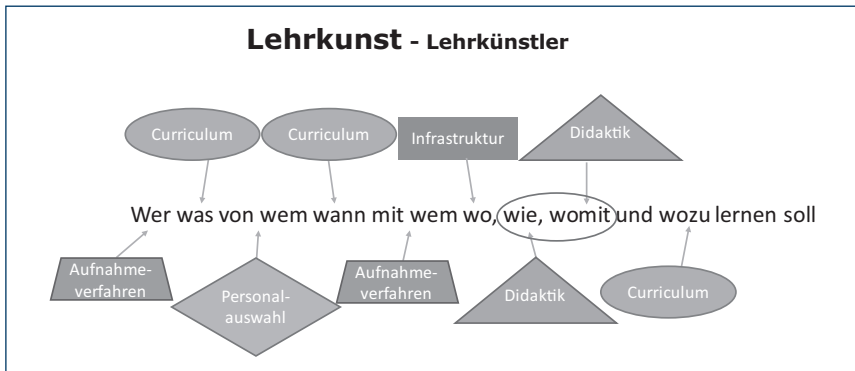 Lehrkunst - Lehrkünstler
Curriculum
Curriculum
Infrastruktur
Didaktik
Wer was von wem wann mit wem wo, wie, womit und wozu lernen soll
Aufnahme-
verfahren
Personal-
auswahl
Aufnahme-
verfahren
Didaktik
Curriculum